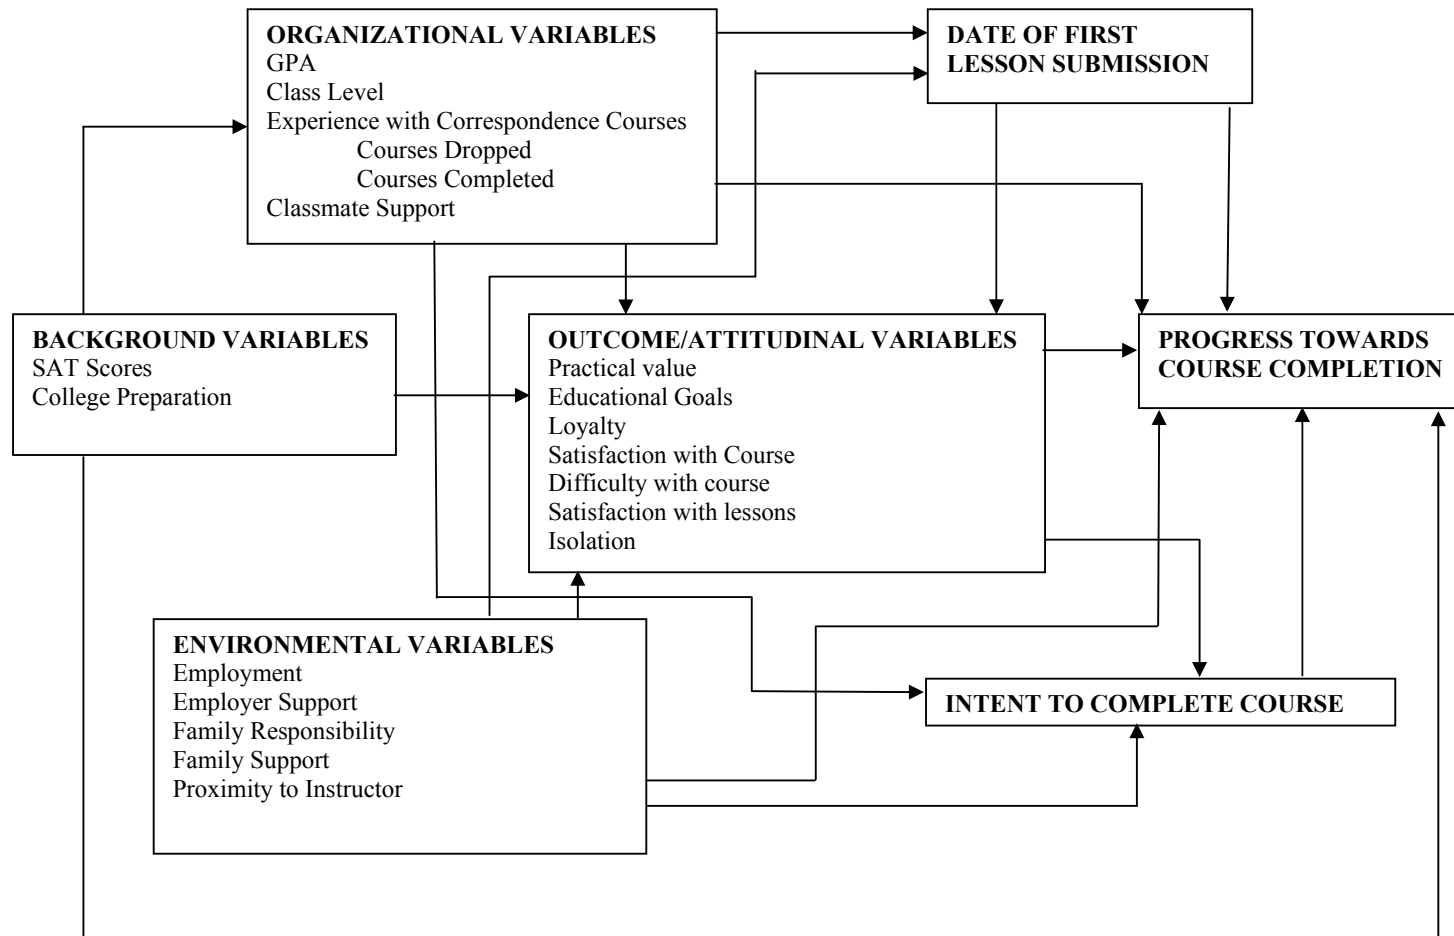 ORGANIZATIONAL VARIABLES
GPA
Class Level
Experience with Correspondence Courses
Courses Dropped
Courses Completed
Classmate Support
DATE OF FIRST
LESSON SUBMISSION
BACKGROUND VARIABLES
SAT Scores
College Preparation
OUTCOME/ATTITUDINAL VARIABLES
Practical value
Educational Goals
Loyalty
Satisfaction with Course
Difficulty with course
Satisfaction with lessons
Isolation
PROGRESS TOWARDS
COURSE COMPLETION
ENVIRONMENTAL VARIABLES
Employment
Employer Support
Family Responsibility
Family Support
Proximity to Instructor
INTENT TO COMPLETE COURSE